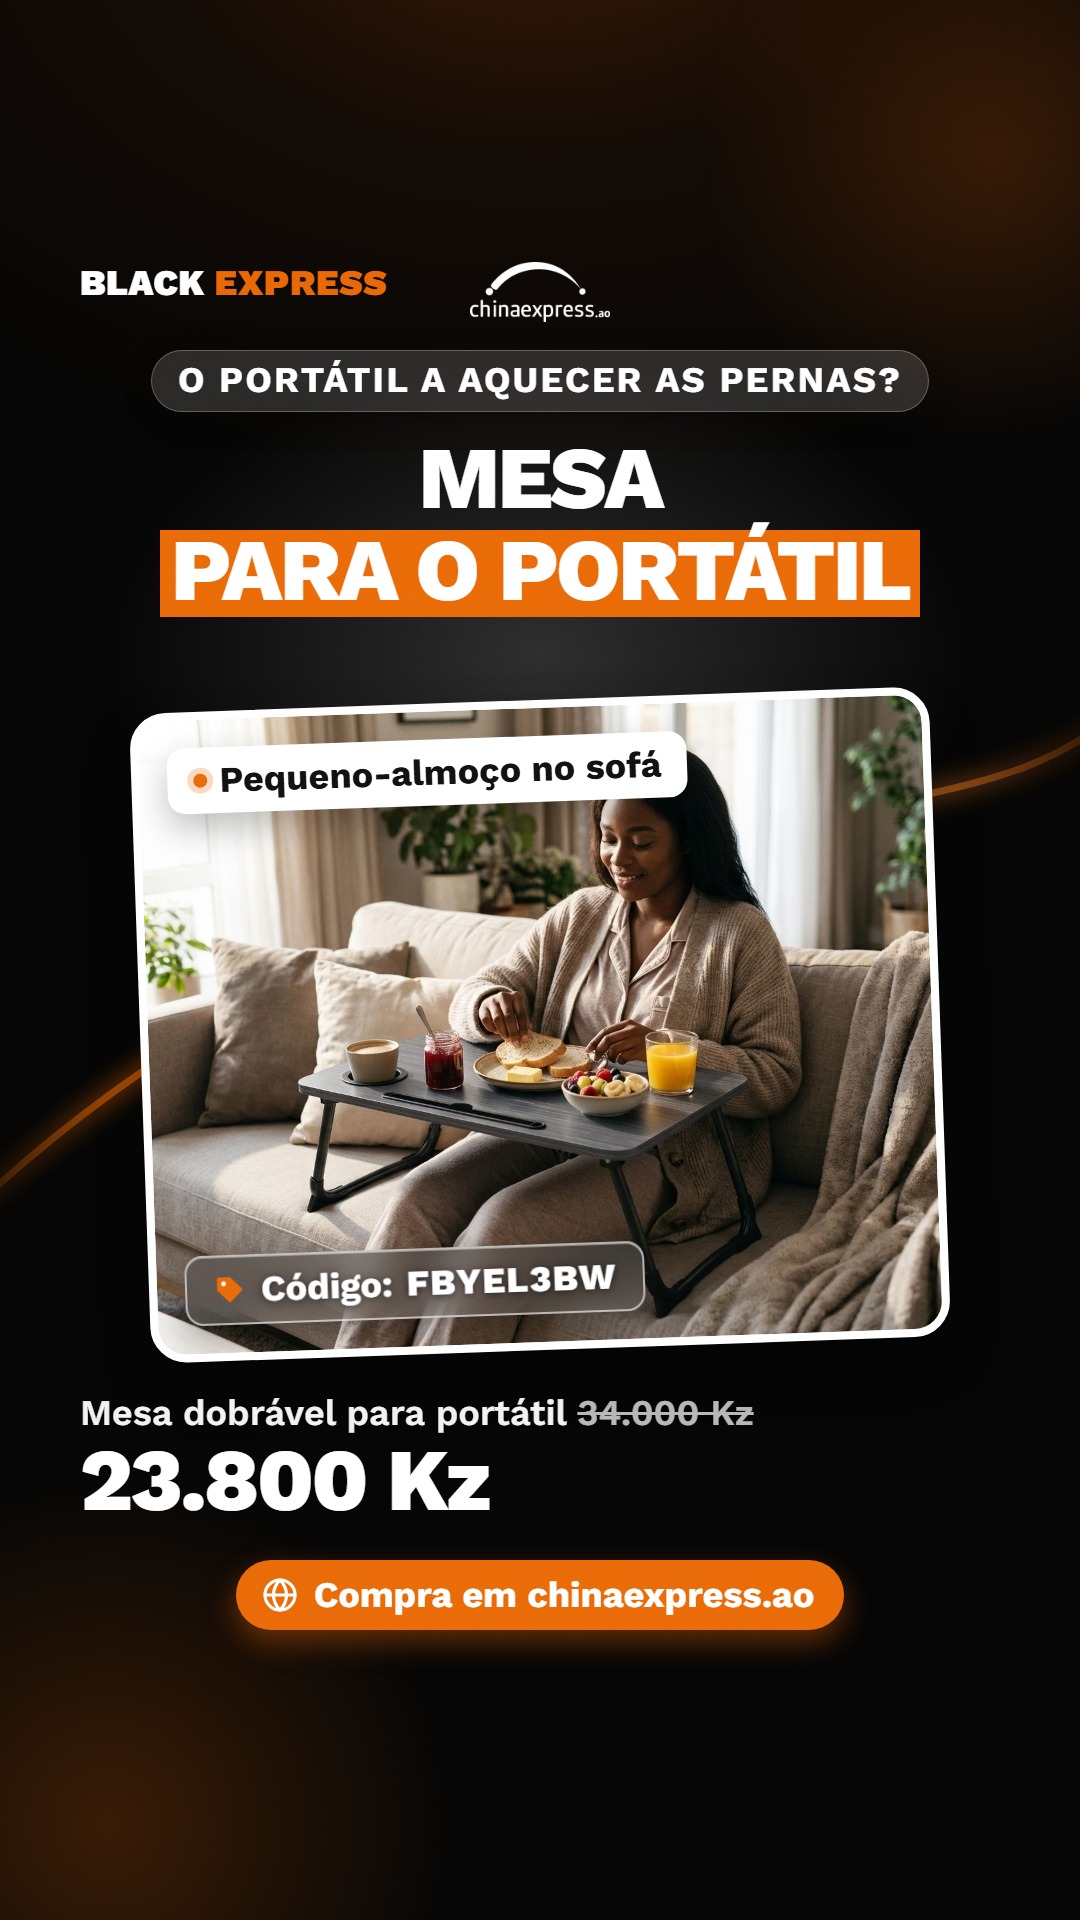 BLACK EXPRESS
chinaexpress.ao
O PORTÁTIL A AQUECER AS PERNAS?
MESA
PARA O PORTÁTIL
Pequeno-almoço no sofá
Código: FBYEL3BW
Mesa dobrável para portátil 34.000 Kz
23.800 Kz
Compra em chinaexpress.ao